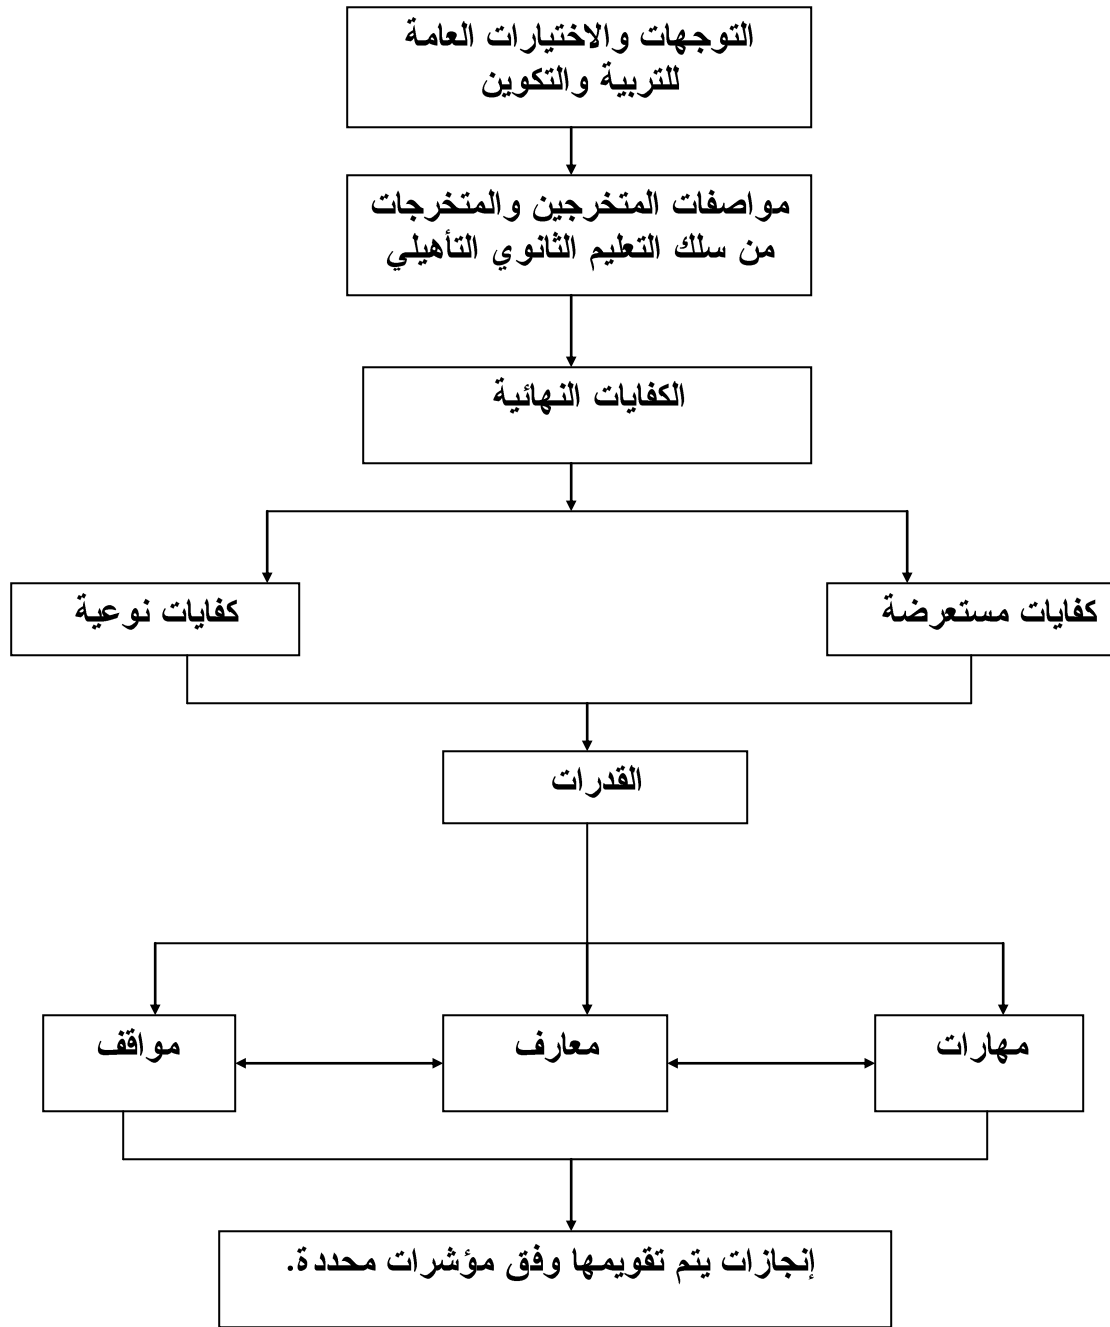 التوجهات والاختيارات العامة
للتربية والتكوين
مواصفات المتخرجين والمتخرجات
من سلك التعليم الثانوي التأهيلي
الكفايات النهائية
كفايات مستعرضة
كفايات نوعية
القدرات
مهارات
معارف
مواقف
إنجازات يتم تقويمها وفق مؤشرات محددة.